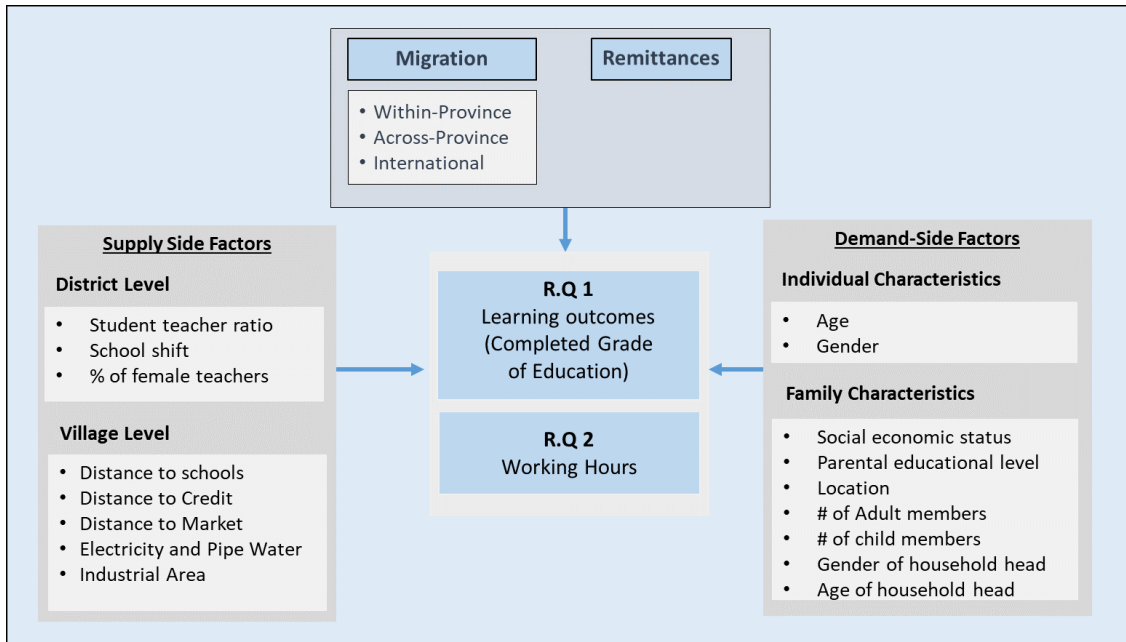 Migration
Remittances
• Within-Province
• Across-Province
• International
Supply Side Factors
District Level
• Student teacher ratio
• School shift
• % of female teachers
Village Level
• Distance to schools
• Distance to Credit
• Distance to Market
• Electricity and Pipe Water
• Industrial Area
R.Q 1
Learning outcomes
(Completed Grade
of Education)
R.Q 2
Working Hours
Demand-Side Factors
Individual Characteristics
• Age
• Gender
Family Characteristics
• Social economic status
• Parental educational level
• Location
• # of Adult members
• # of child members
• Gender of household head
• Age of household head